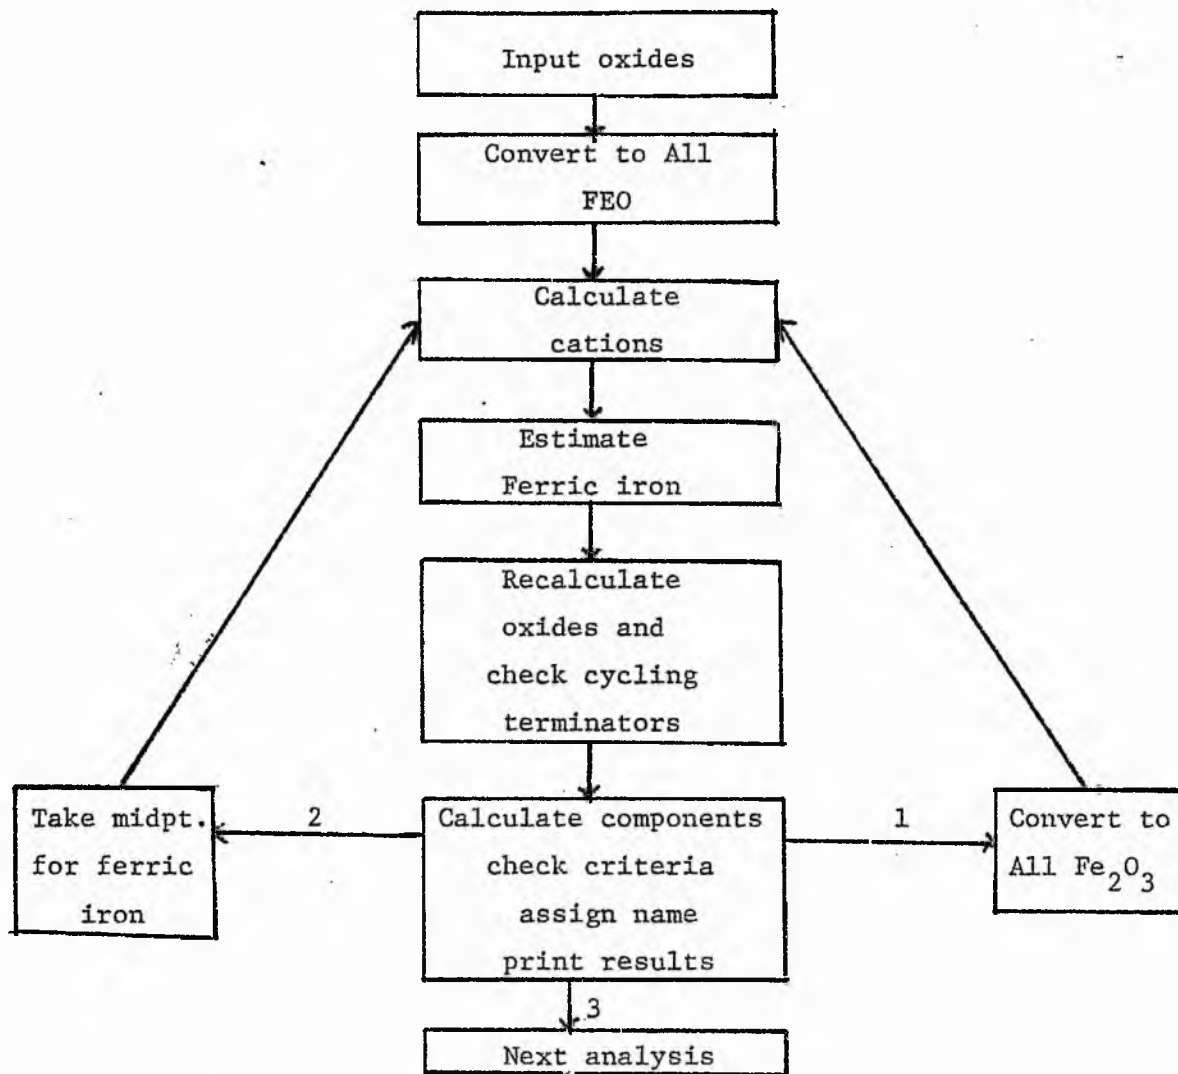 Input oxides
Convert to All
FEO
Calculate
cations
Estimate
Ferric iron
Recalculate
oxides and
check cycling
terminators
Take midpt.
for ferric
iron
2
Calculate components
check criteria
assign name
print results
1
Convert to
All Fe₂O₃
3
Next analysis